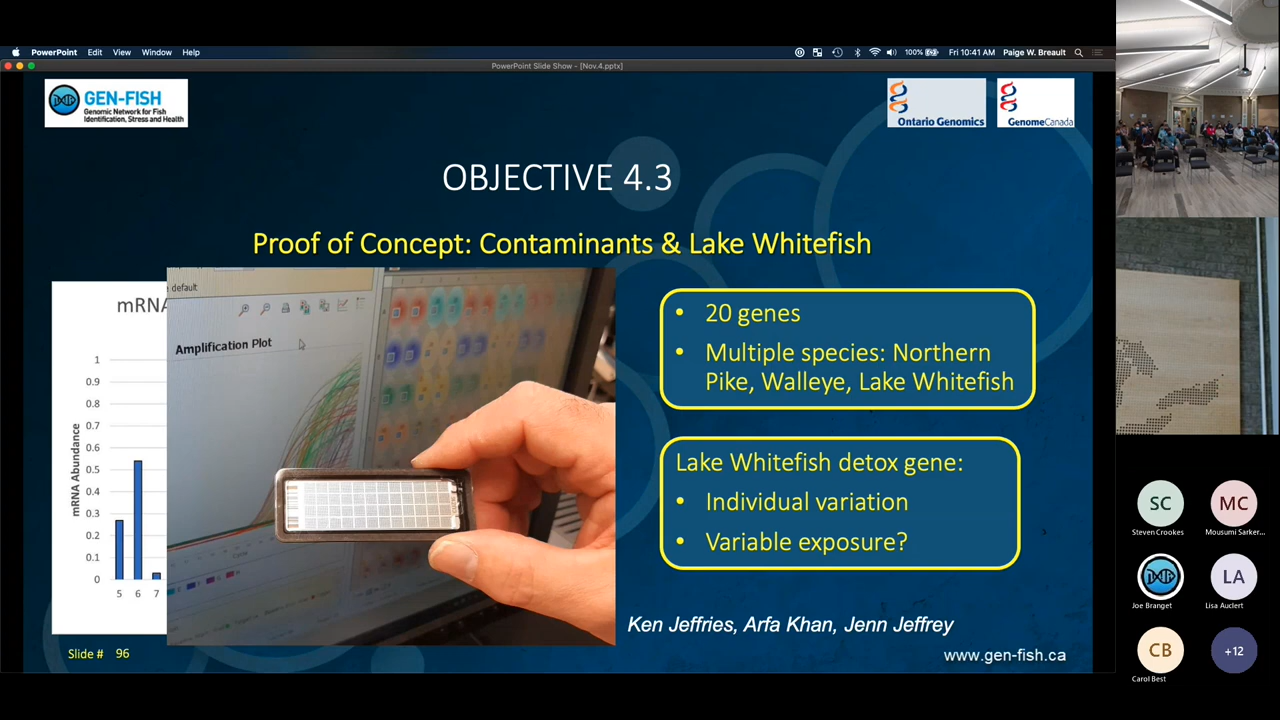 PowerPoint Edit View Window Help
100% Fri 10:41 AM Paige W. Breault
PowerPoint Slide Show - [Nov.4.pptx]
GEN-FISH
Genomic Network for Fish
Identification, Stress and Health
Ontario Genomics
GenomeCanada
OBJECTIVE 4.3
Proof of Concept: Contaminants & Lake Whitefish
mRNA
mRNA Abundance
1
0.9
0.8
0.7
0.6
0.5
0.4
0.3
0.2
0.1
0
5 6 7
default
Amplification Plot
• 20 genes
• Multiple species: Northern
Pike, Walleye, Lake Whitefish
Lake Whitefish detox gene:
• Individual variation
• Variable exposure?
Ken Jeffries, Arfa Khan, Jenn Jeffrey
www.gen-fish.ca
Slide # 96
SC
Steven Crookes
MC
Mousumi Sarker...
Joe Branget
LA
Lisa Auclert
CB
Carol Best
+12